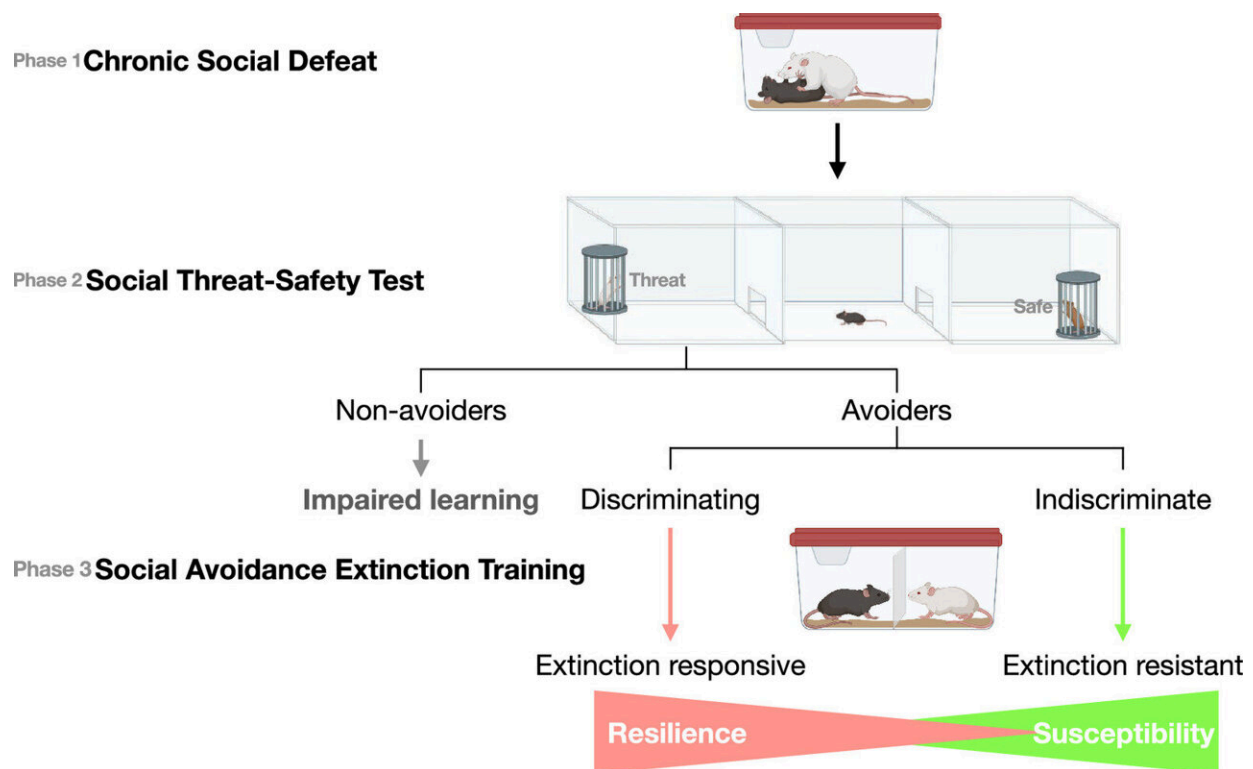 Phase 1 Chronic Social Defeat
Phase 2 Social Threat-Safety Test
Threat
Safe
Non-avoiders
Avoiders
Impaired learning
Discriminating
Indiscriminate
Phase 3 Social Avoidance Extinction Training
Extinction responsive
Extinction resistant
Resilience
Susceptibility